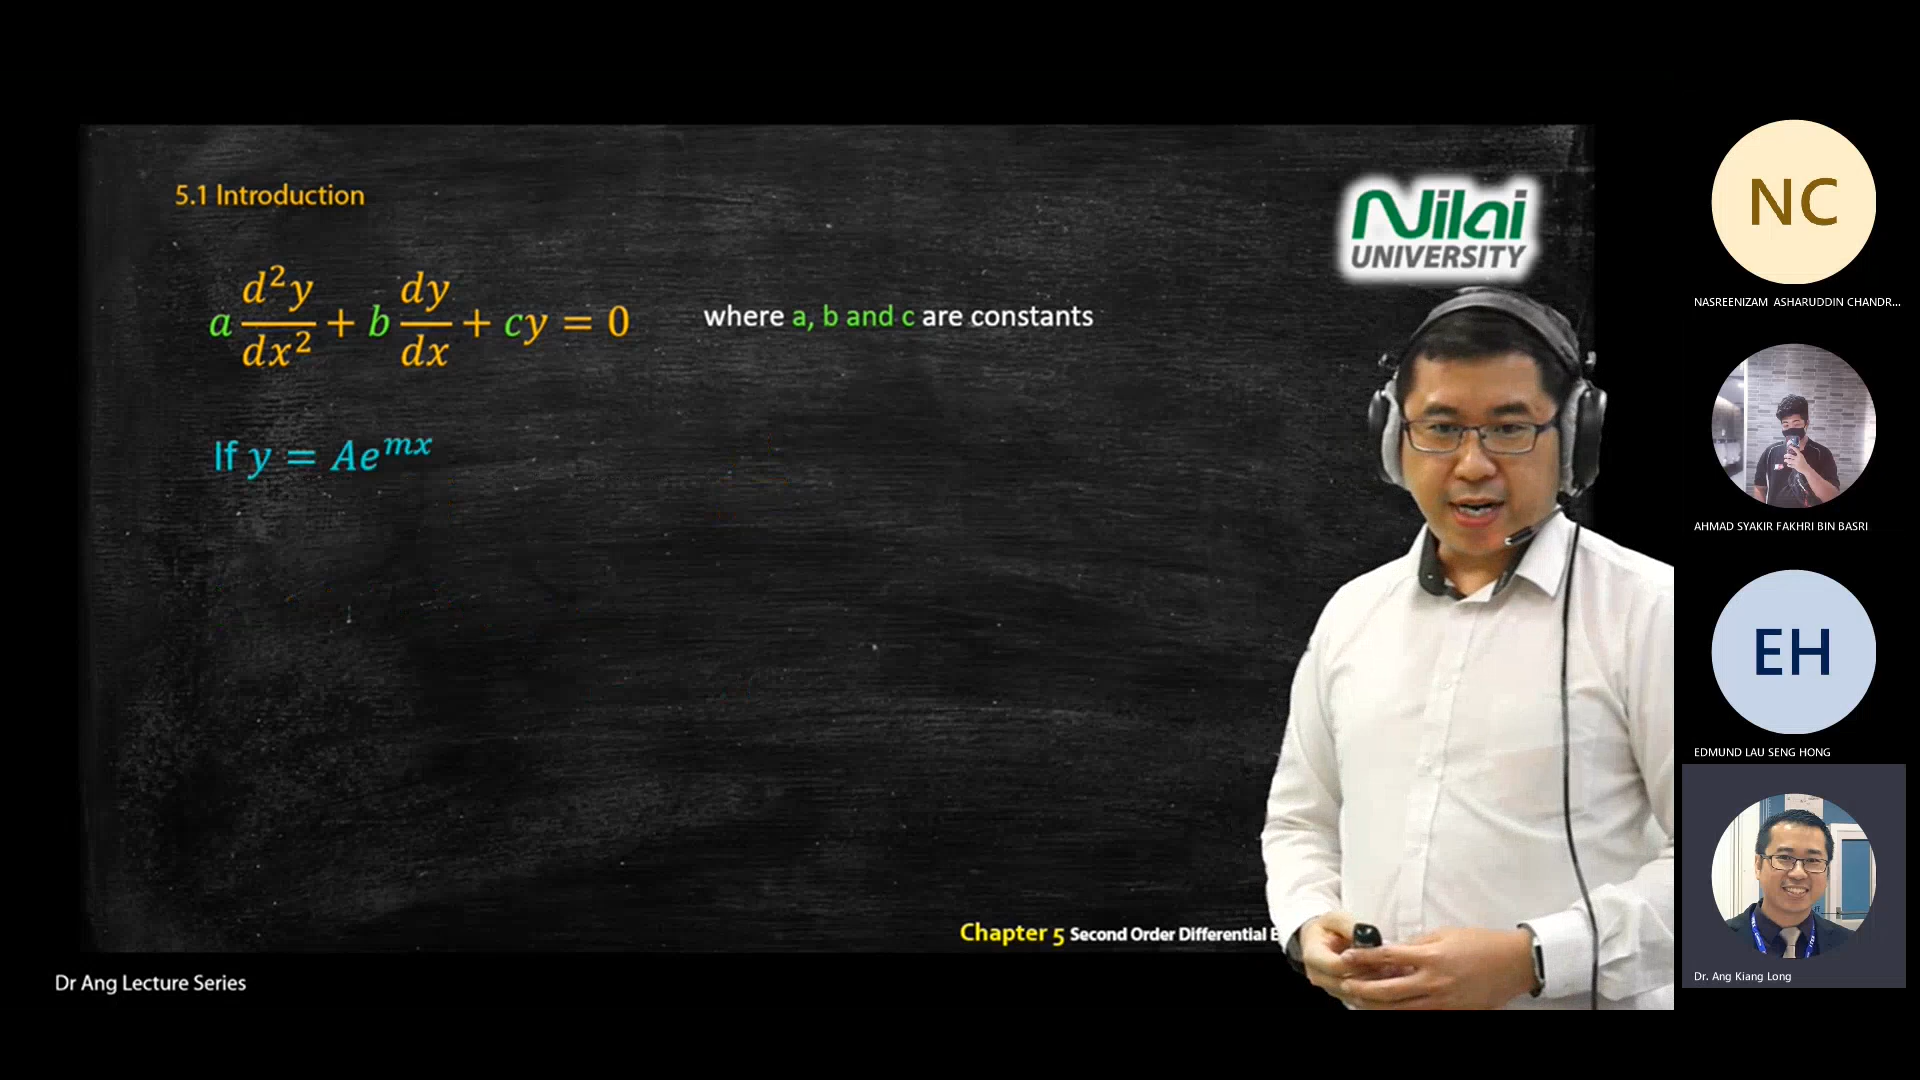 5.1 Introduction
Nilai
UNIVERSITY
a d²y/dx² + b dy/dx + cy = 0
where a, b and c are constants
If y = Ae^{mx}
Chapter 5 Second Order Differential
Dr Ang Lecture Series
NC
NASREENIZAM ASHARUDDIN CHANDR...
AHMAD SYAKIR FAKHRI BIN BASRI
EH
EDMUND LAU SENG HONG
Dr. Ang Kiang Long